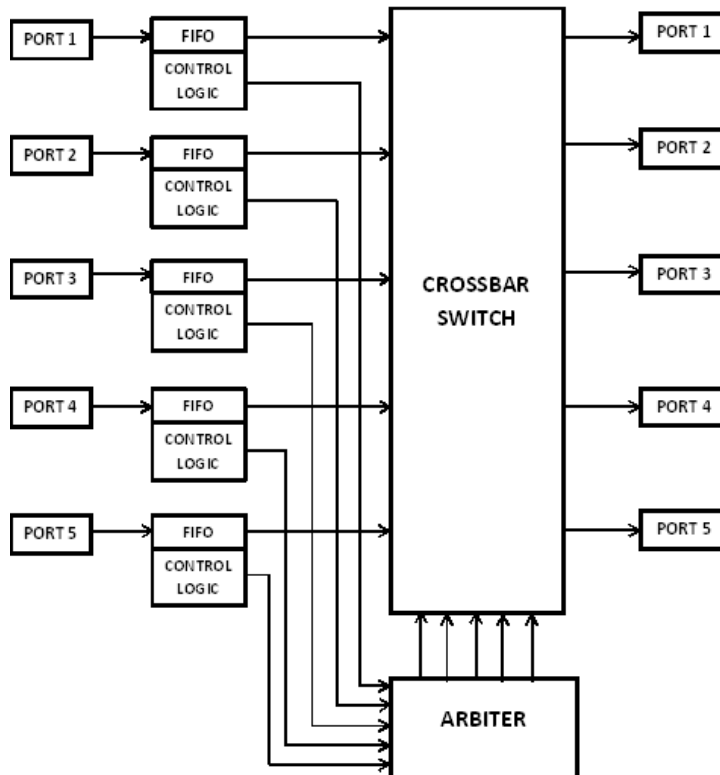 PORT 1
FIFO
CONTROL
LOGIC
PORT 1
PORT 2
FIFO
CONTROL
LOGIC
PORT 2
PORT 3
FIFO
CONTROL
LOGIC
PORT 3
CROSSBAR
SWITCH
PORT 4
FIFO
CONTROL
LOGIC
PORT 4
PORT 5
FIFO
CONTROL
LOGIC
PORT 5
ARBITER